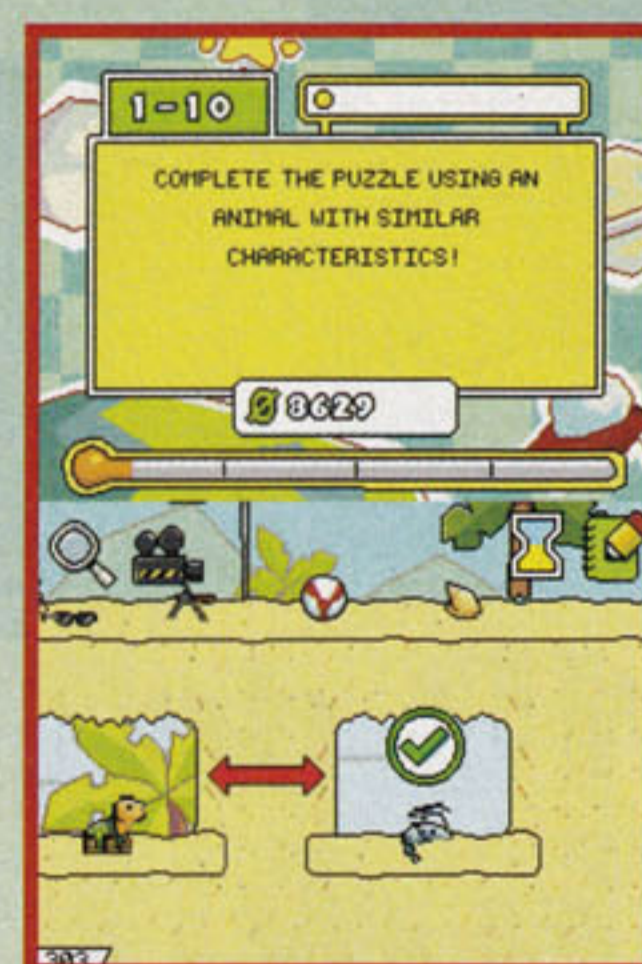 1-10
COMPLETE THE PUZZLE USING AN
ANIMAL WITH SIMILAR
CHARACTERISTICS!
8629